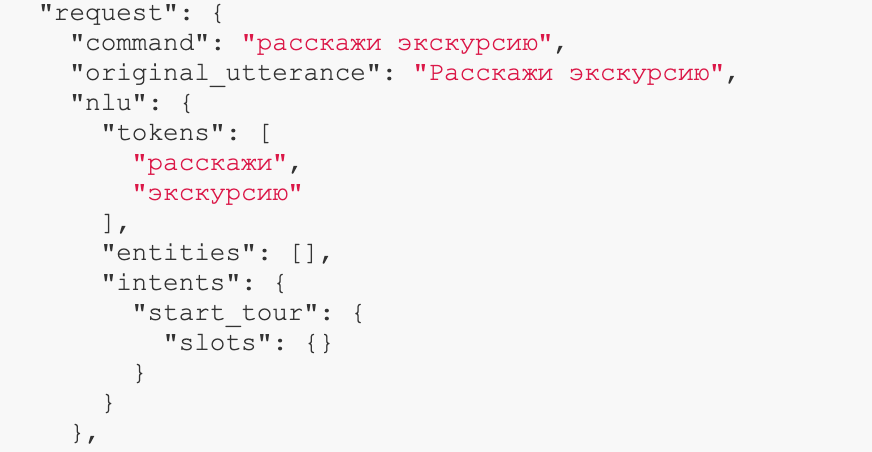 "request": {
"command": "расскажи экскурсию",
"original_utterance": "Расскажи экскурсию",
"nlu": {
"tokens": [
"расскажи",
"экскурсию"
],
"entities": [],
"intents": {
"start_tour": {
"slots": {}
}
}
},